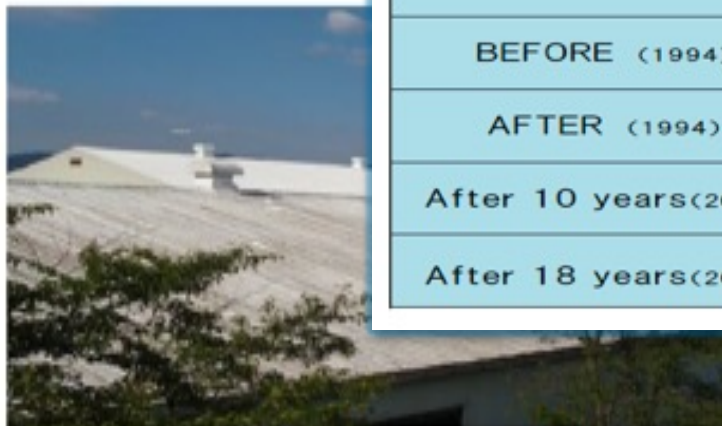 BEFORE (1994)
AFTER (1994)
After 10 years(20
After 18 years(20